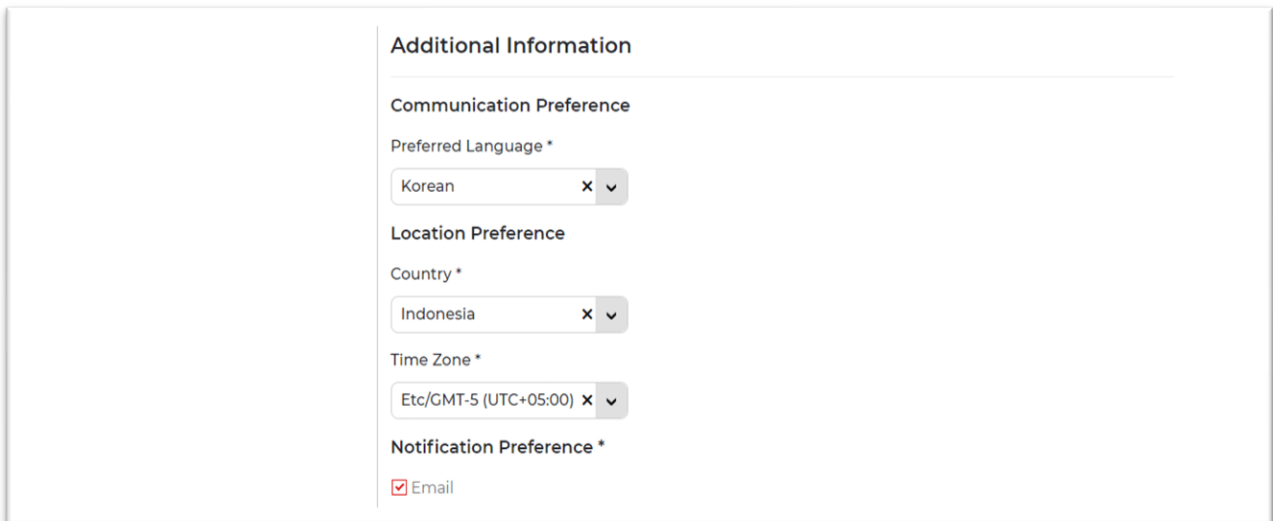 Additional Information
Communication Preference
Preferred Language *
Korean
Location Preference
Country *
Indonesia
Time Zone *
Etc/GMT-5 (UTC+05:00)
Notification Preference *
Email